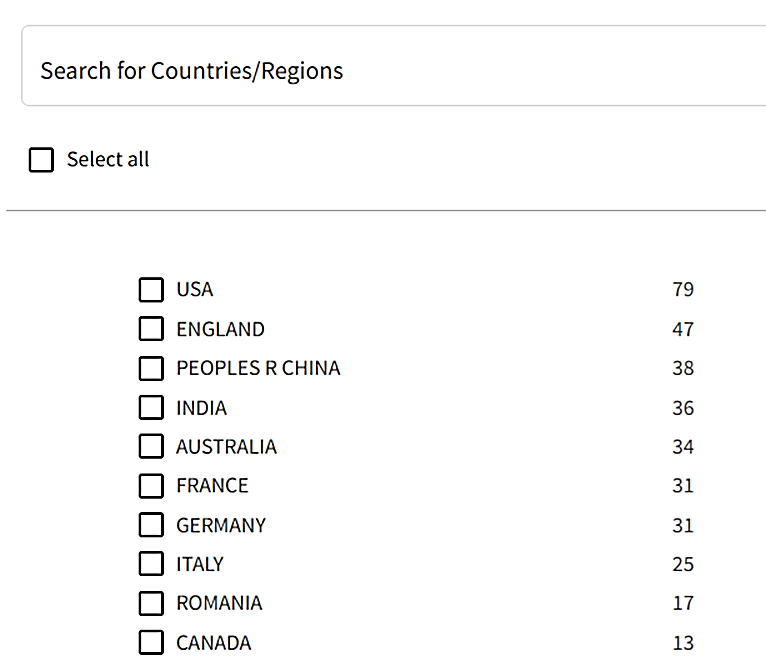 Search for Countries/Regions
Select all
USA 79
ENGLAND 47
PEOPLES R CHINA 38
INDIA 36
AUSTRALIA 34
FRANCE 31
GERMANY 31
ITALY 25
ROMANIA 17
CANADA 13